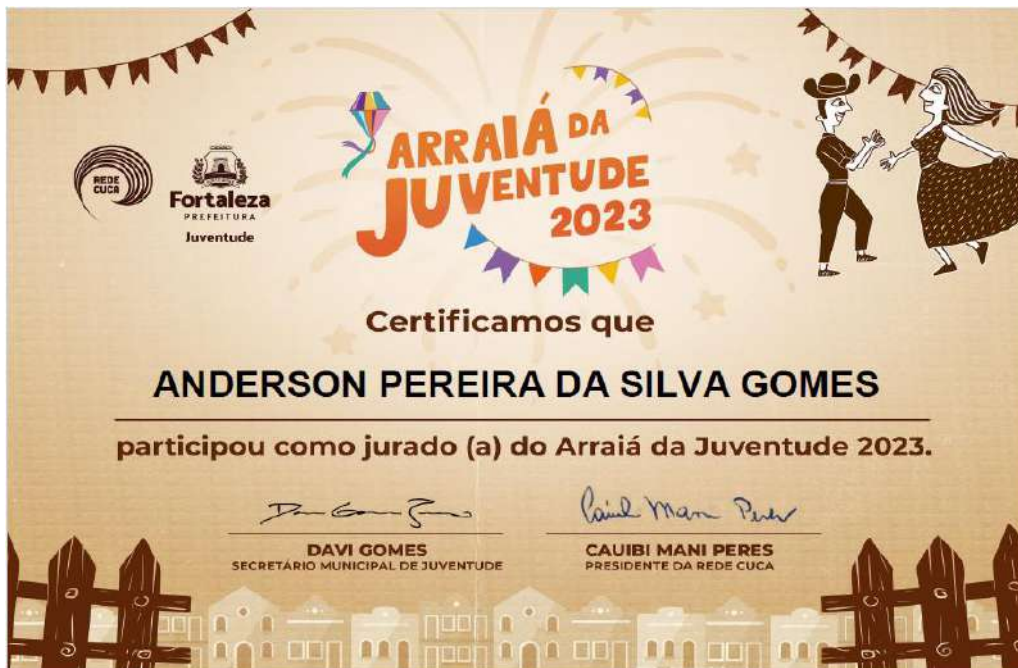 REDE
CUCA
Fortaleza
PREFEITURA
Juventude
ARRAIÁ DA
JUVENTUDE
2023
Certificamos que
ANDERSON PEREIRA DA SILVA GOMES
participou como jurado (a) do Arraiá da Juventude 2023.
DAVI GOMES
SECRETÁRIO MUNICIPAL DE JUVENTUDE
CAUIBI MANI PERES
PRESIDENTE DA REDE CUCA